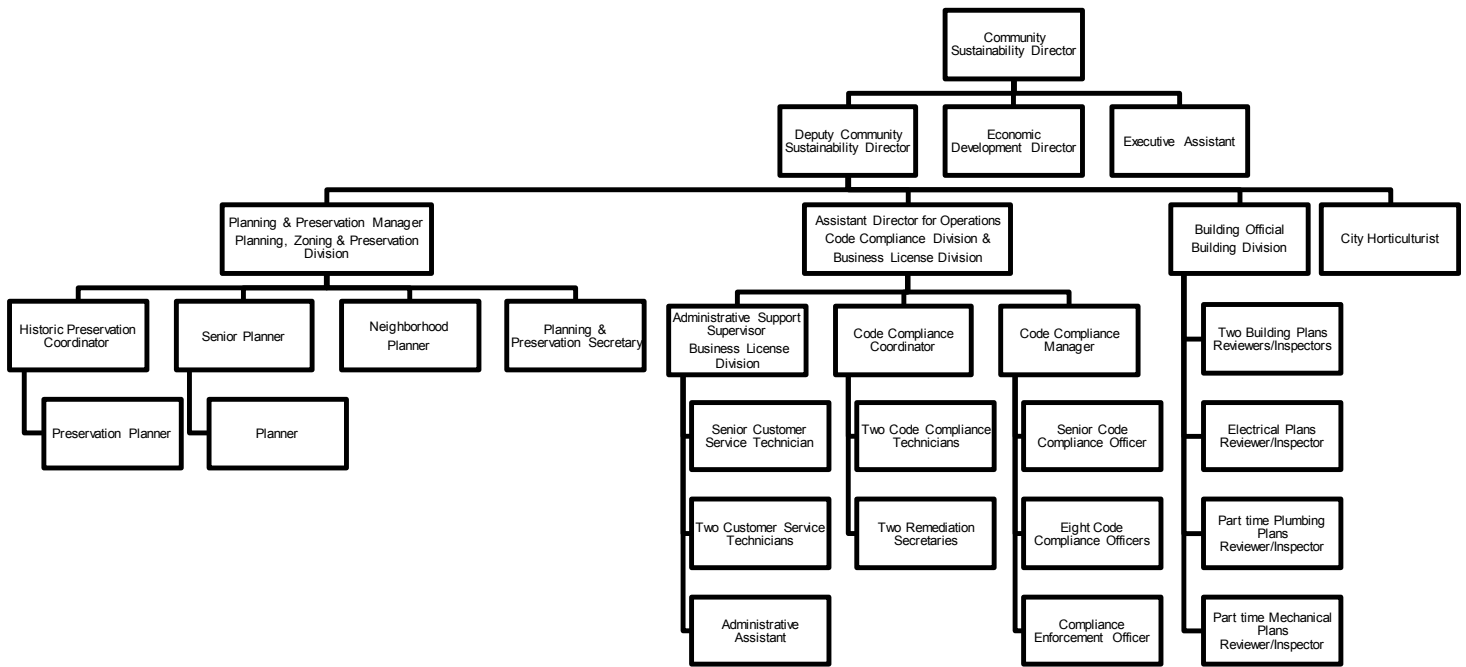 Community
Sustainability Director
Deputy Community
Sustainability Director
Economic
Development Director
Executive Assistant
Planning & Preservation Manager
Planning, Zoning & Preservation
Division
Assistant Director for Operations
Code Compliance Division &
Business License Division
Building Official
Building Division
City Horticulturist
Historic Preservation
Coordinator
Senior Planner
Neighborhood
Planner
Planning &
Preservation Secretary
Administrative Support
Supervisor
Business License
Division
Code Compliance
Coordinator
Code Compliance
Manager
Two Building Plans
Reviewers/Inspectors
Preservation Planner
Planner
Senior Customer
Service Technician
Two Code Compliance
Technicians
Senior Code
Compliance Officer
Electrical Plans
Reviewer/Inspector
Two Customer Service
Technicians
Two Remediation
Secretaries
Eight Code
Compliance Officers
Part time Plumbing
Plans
Reviewer/Inspector
Administrative
Assistant
Compliance
Enforcement Officer
Part time Mechanical
Plans
Reviewer/Inspector